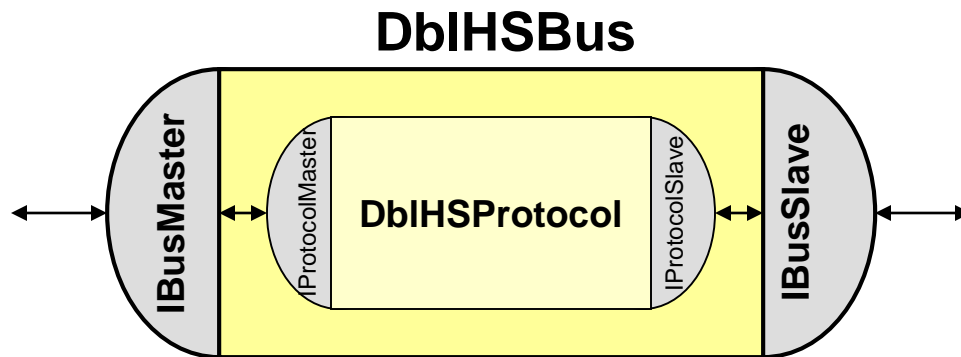 DblHSBus
IBusMaster
IProtocolMaster
DblHSProtocol
IProtocolSlave
IBusSlave